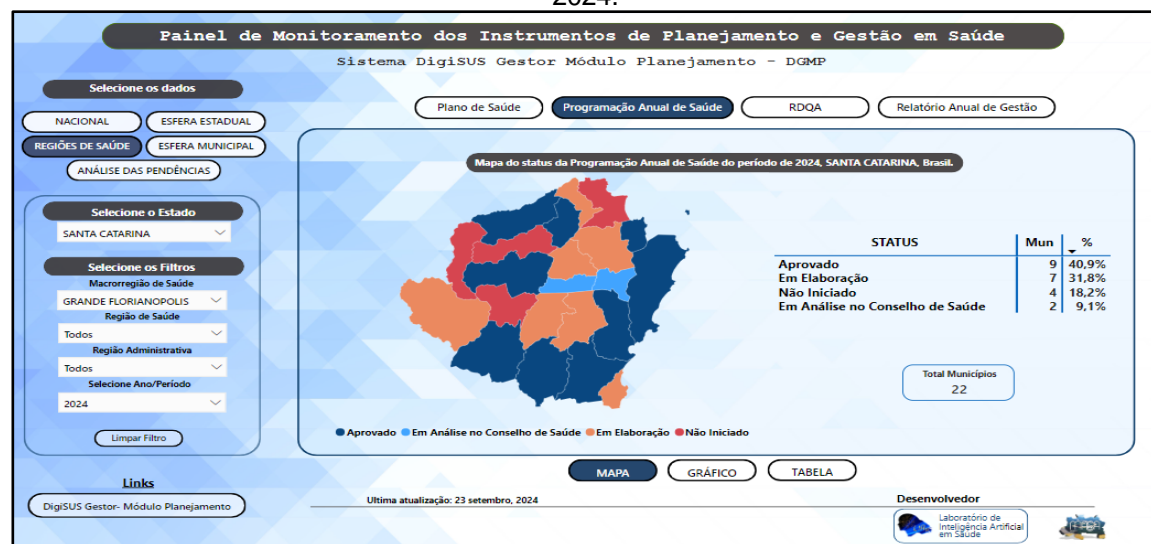 2024.
Painel de Monitoramento dos Instrumentos de Planejamento e Gestão em Saúde
Sistema DigiSUS Gestor Módulo Planejamento - DGMP
Selecione os dados
NACIONAL
ESFERA ESTADUAL
REGIÕES DE SAÚDE
ESFERA MUNICIPAL
ANÁLISE DAS PENDÊNCIAS
Selecione o Estado
SANTA CATARINA
Selecione os Filtros
Macrorregião de Saúde
GRANDE FLORIANOPOLIS
Região de Saúde
Todos
Região Administrativa
Todos
Selecione Ano/Período
2024
Limpar Filtro
Links
DigiSUS Gestor- Módulo Planejamento
Plano de Saúde
Programação Anual de Saúde
RDQA
Relatório Anual de Gestão
Mapa do status da Programação Anual de Saúde do período de 2024, SANTA CATARINA, Brasil.
STATUS Mun %
Aprovado 9 40,9%
Em Elaboração 7 31,8%
Não Iniciado 4 18,2%
Em Análise no Conselho de Saúde 2 9,1%
Total Municípios
22
Aprovado Em Análise no Conselho de Saúde Em Elaboração Não Iniciado
MAPA
GRÁFICO
TABELA
Ultima atualização: 23 setembro, 2024
Desenvolvedor
Laboratório de
Inteligência Artificial
em Saúde